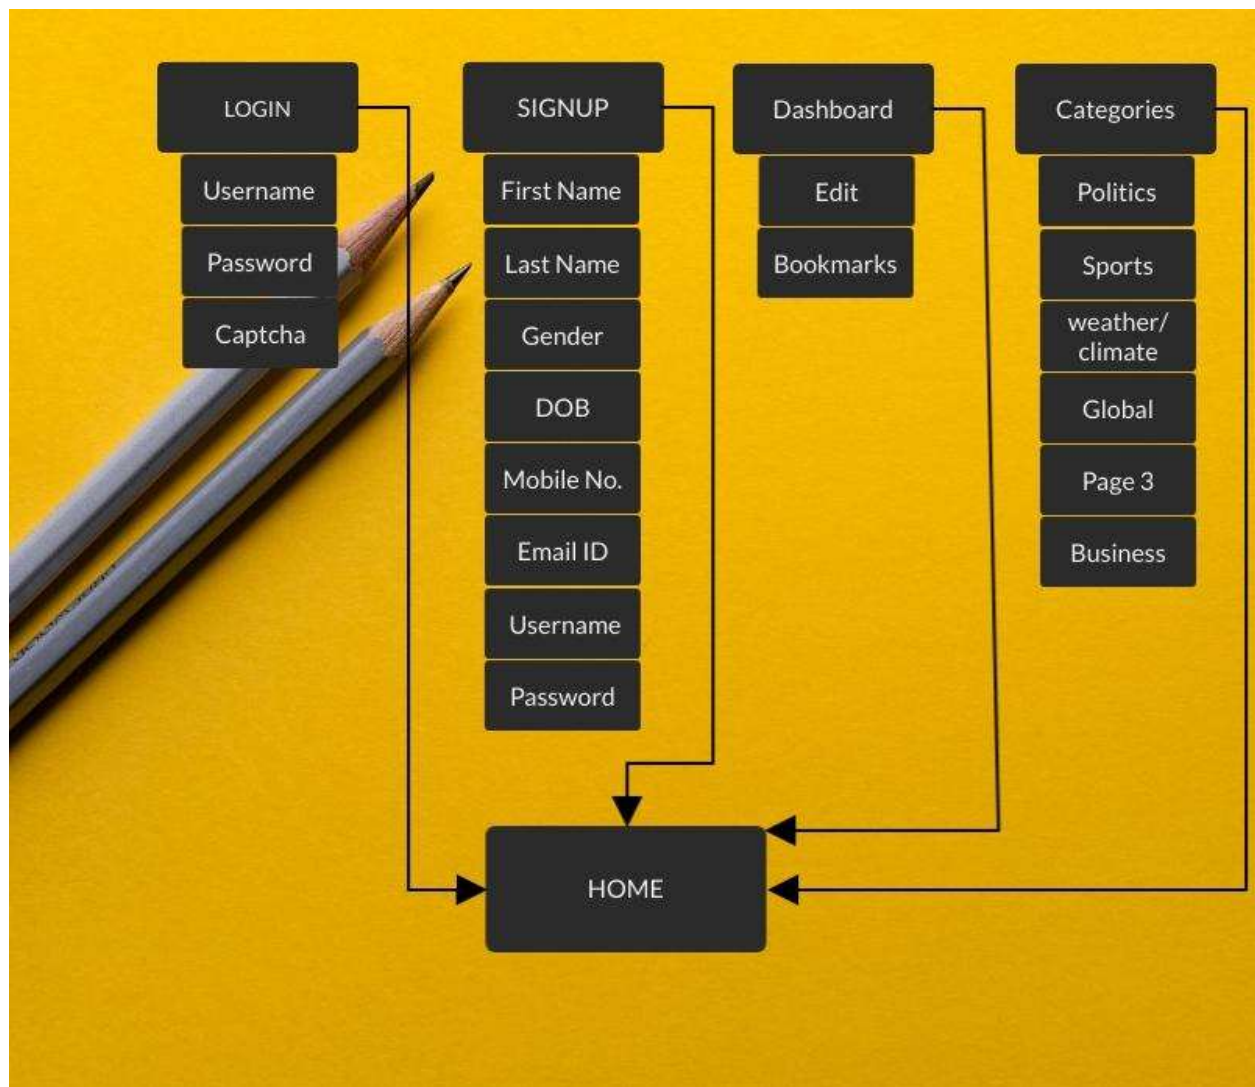 LOGIN
Username
Password
Captcha
SIGNUP
First Name
Last Name
Gender
DOB
Mobile No.
Email ID
Username
Password
Dashboard
Edit
Bookmarks
Categories
Politics
Sports
weather/
climate
Global
Page 3
Business
HOME